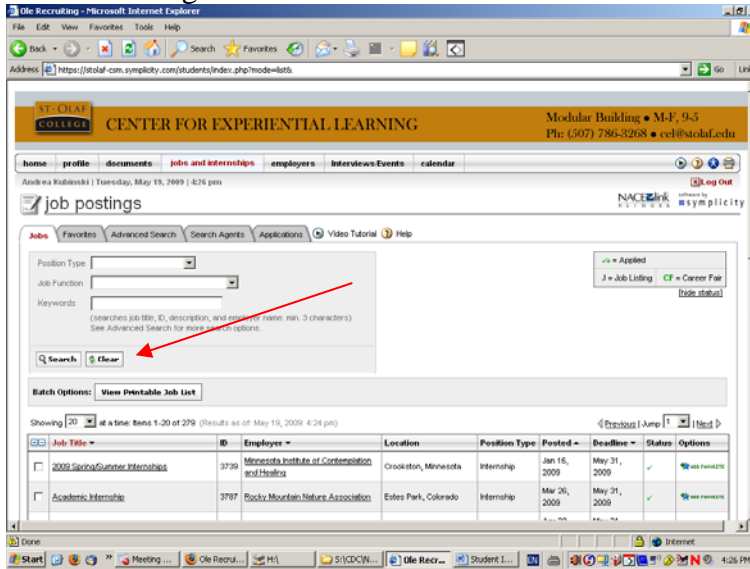 Ole Recruiting - Microsoft Internet Explorer
File Edit View Favorites Tools Help
Back Search Favorites
Address https://stolaf-csm.symplicity.com/students/index.php?mode=list& Go
ST·OLAF
COLLEGE
CENTER FOR EXPERIENTIAL LEARNING
Modular Building • M-F, 9-5
Ph: (507) 786-3268 • cel@stolaf.edu
home profile documents jobs and internships employers Interviews/Events calendar
Andrea Kubinski | Tuesday, May 19, 2009 | 4:26 pm
Log Out
job postings
NACElink
NETWORK
software by
symplicity
Jobs Favorites Advanced Search Search Agents Applications Video Tutorial Help
Position Type
Job Function
Keywords
(searches job title, ID, description, and employer name: min. 3 characters)
See Advanced Search for more search options.
= Applied
J = Job Listing CF = Career Fair
[hide status]
Search Clear
Batch Options: View Printable Job List
Showing 20 at a time: Items 1-20 of 279 (Results as of: May 19, 2009, 4:24 pm)
Previous | Jump 1 | Next
Job Title ID Employer Location Position Type Posted Deadline Status Options
2009 Spring/Summer Internships 3739 Minnesota Institute of Contemplation and Healing Crookston, Minnesota Internship Jan 16, 2009 May 31, 2009 ADD FAVORITE
Academic Internship 3787 Rocky Mountain Nature Association Estes Park, Colorado Internship Mar 26, 2009 May 31, 2009 ADD FAVORITE
Done Internet
Start Meeting ... Ole Recrui... H:\ S:\CDC\N... Ole Recr... Student I... 4:26 PM